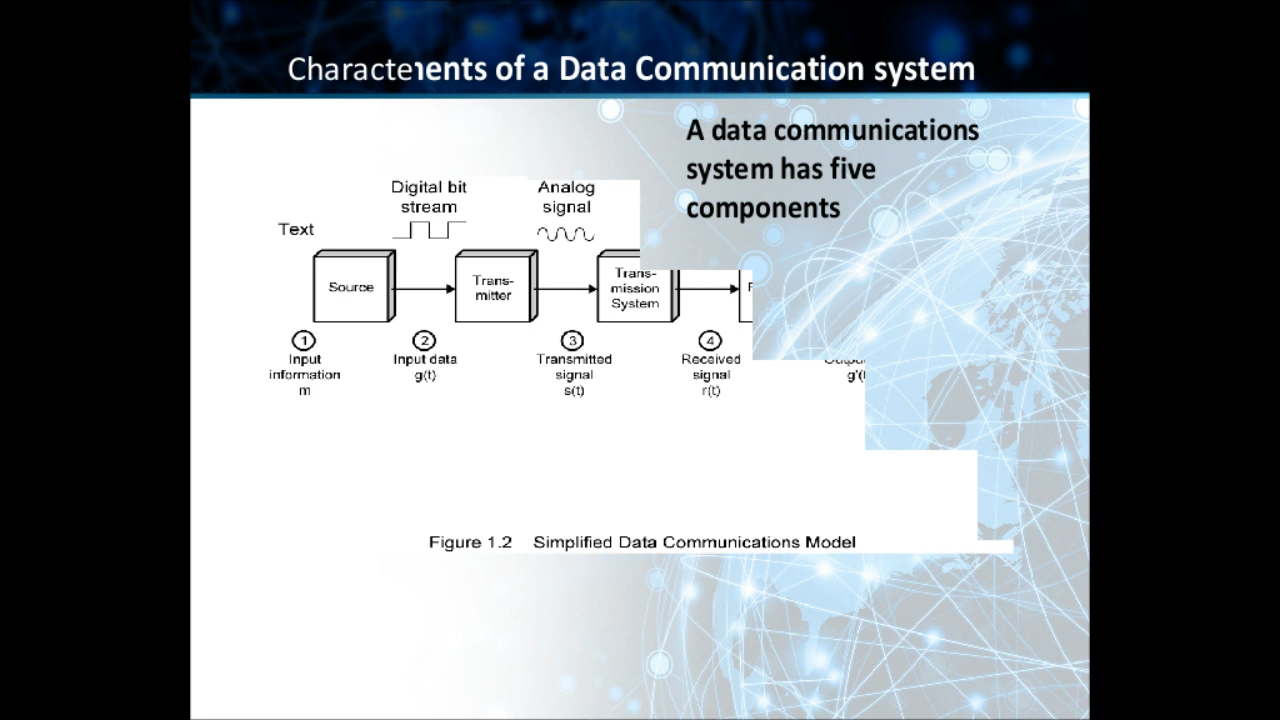 Characte nents of a Data Communication system
A data communications
system has five
components
Digital bit
stream
Analog
signal
Text
Source
Trans-
mitter
Trans-
mission
System
1
2
3
4
Input
information
m
Input data
g(t)
Transmitted
signal
s(t)
Received
signal
r(t)
g'(t
Figure 1.2 Simplified Data Communications Model